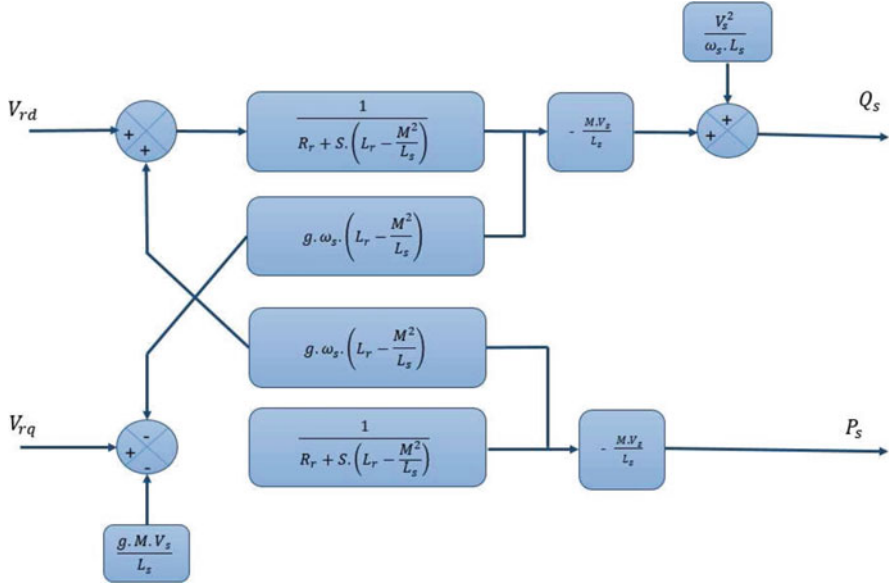 V_s^2 / ω_s. L_s
V_rd
+
+
1 / (R_r + S.(L_r − M^2/L_s))
- M.V_s/L_s
+
+
Q_s
g.ω_s.(L_r − M^2/L_s)
g.ω_s.(L_r − M^2/L_s)
V_rq
-
+
-
1 / (R_r + S.(L_r − M^2/L_s))
- M.V_s/L_s
P_s
g.M.V_s / L_s